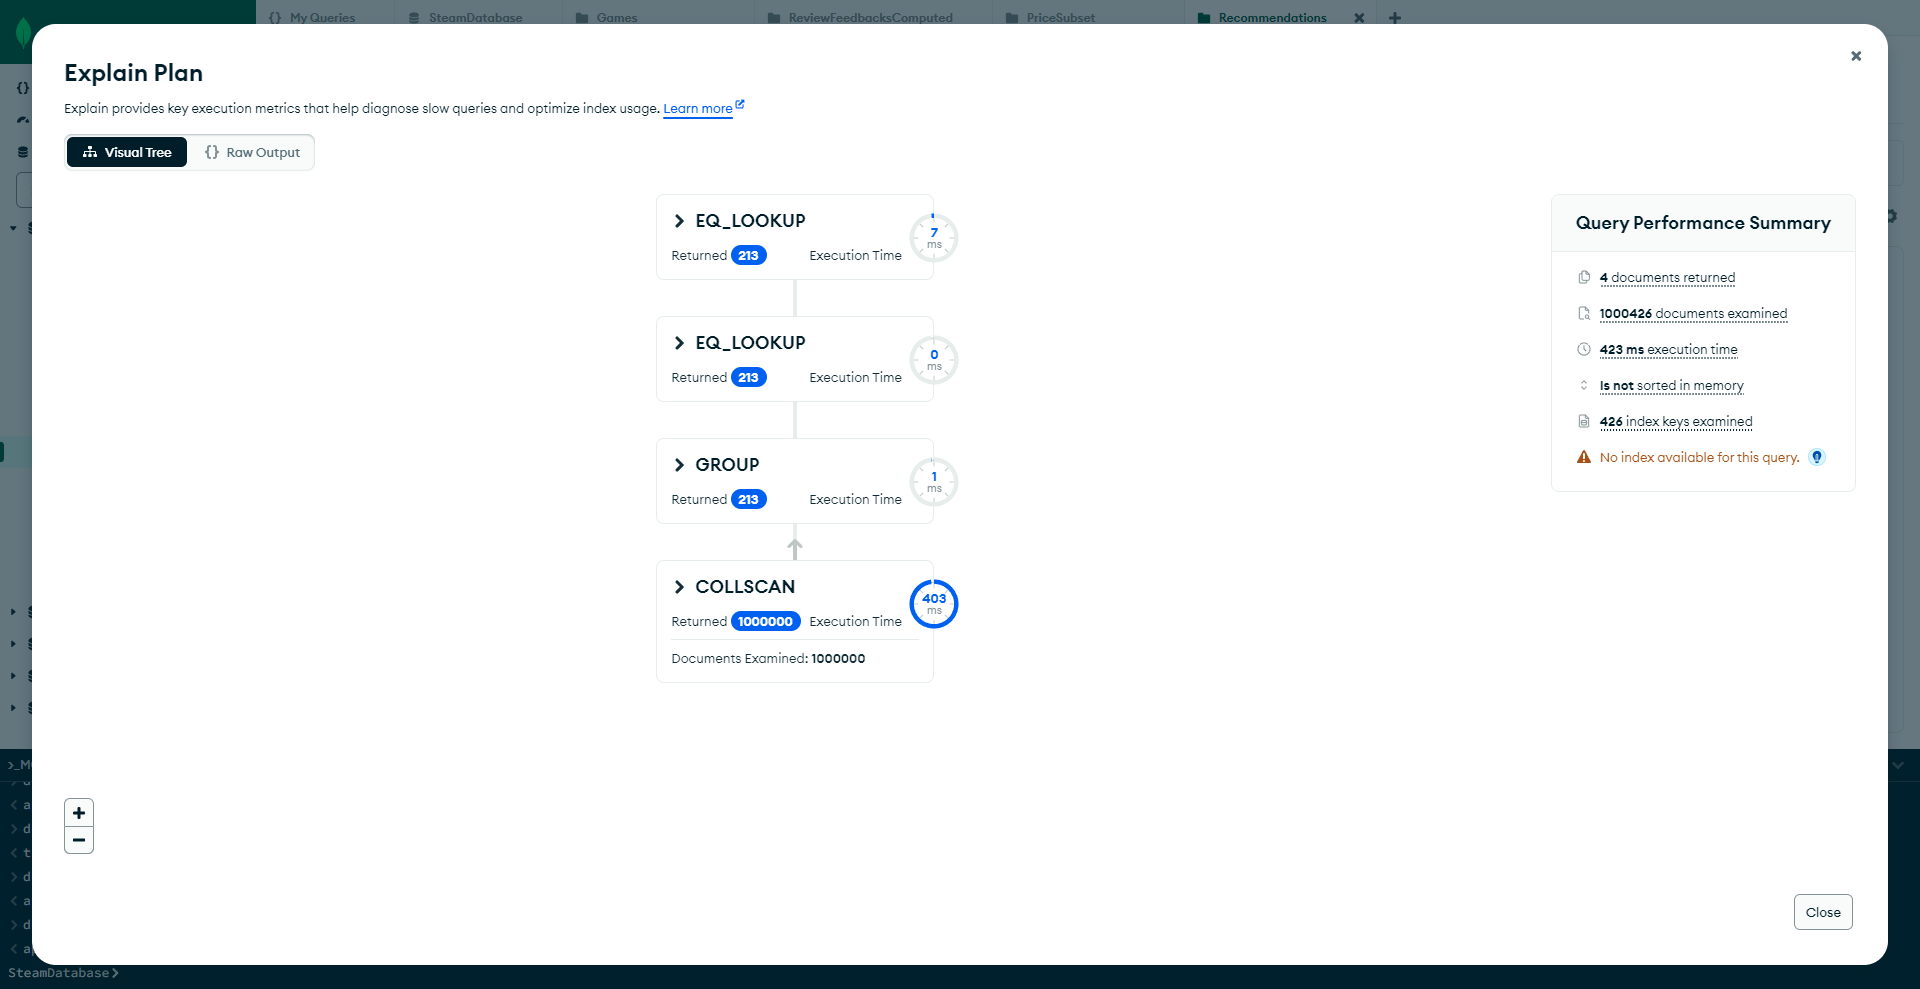 My Queries
SteamDatabase
Games
ReviewFeedbacksComputed
PriceSubset
Recommendations
Explain Plan
Explain provides key execution metrics that help diagnose slow queries and optimize index usage. Learn more
Visual Tree
Raw Output
EQ_LOOKUP
Returned 213 Execution Time
7
ms
EQ_LOOKUP
Returned 213 Execution Time
0
ms
GROUP
Returned 213 Execution Time
1
ms
COLLSCAN
Returned 1000000 Execution Time
403
ms
Documents Examined: 1000000
Query Performance Summary
4 documents returned
1000426 documents examined
423 ms execution time
Is not sorted in memory
426 index keys examined
No index available for this query.
Close
SteamDatabase>